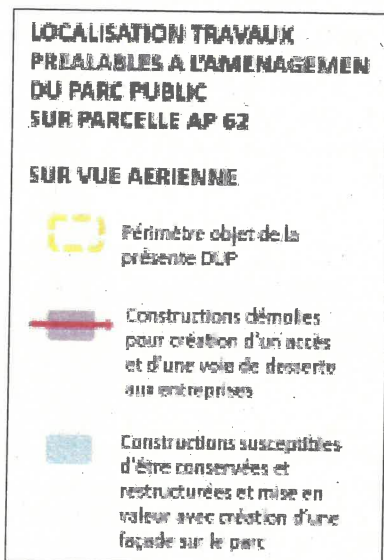 LOCALISATION TRAVAUX
PREALABLES A L'AMENAGEMEN
DU PARC PUBLIC
SUR PARCELLE AP 62
SUR VUE AERIENNE
Périmètre objet de la
présente DUP
Constructions démolies
pour création d'un accès
et d'une voie de desserte
aux entreprises
Constructions susceptibles
d'être conservées et
restructurées et mise en
valeur avec création d'une
façade sur le parc